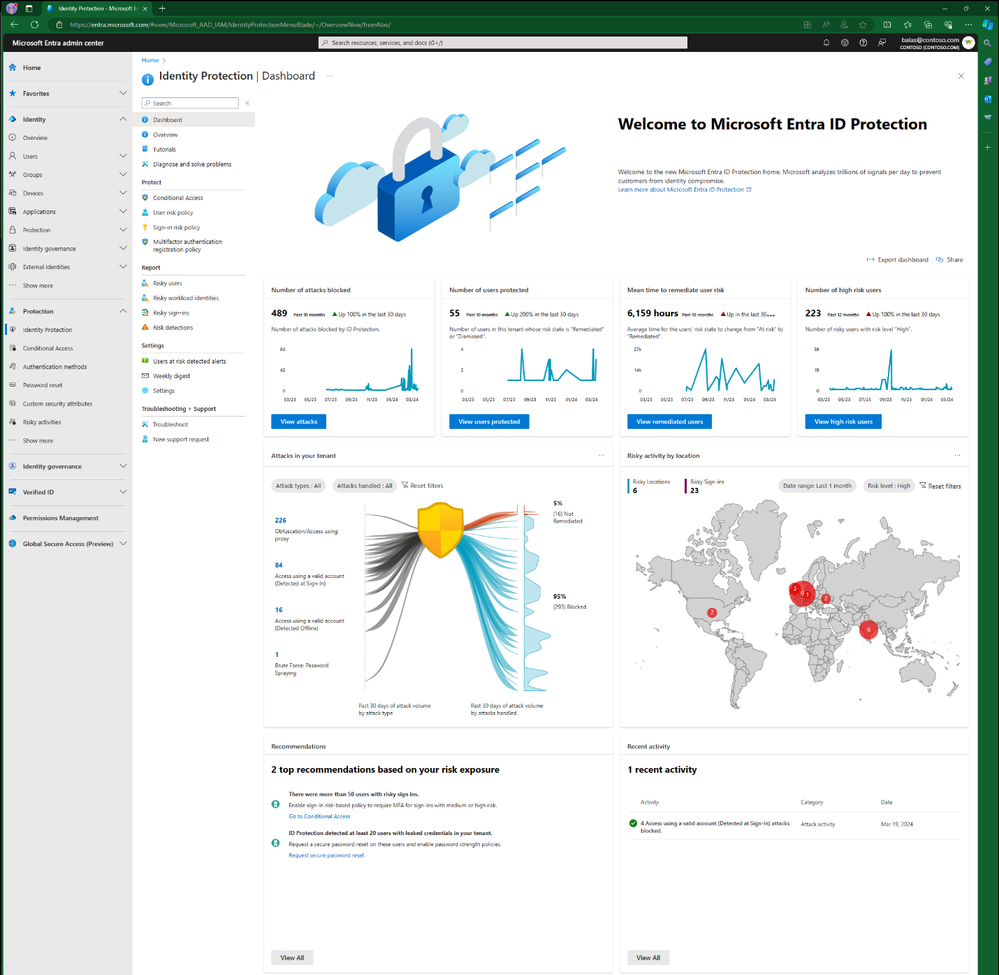 Identity Protection - Microsoft En
https://entra.microsoft.com/#view/Microsoft_AAD_IAM/IdentityProtectionMenuBlade/~/OverviewNew/fromNav/
Microsoft Entra admin center
Search resources, services, and docs (G+/)
balas@contoso.com
CONTOSO (CONTOSO.COM)
Home
Favorites
Identity
Overview
Users
Groups
Devices
Applications
Protection
Identity governance
External Identities
Show more
Protection
Identity Protection
Conditional Access
Authentication methods
Password reset
Custom security attributes
Risky activities
Show more
Identity governance
Verified ID
Permissions Management
Global Secure Access (Preview)
Home >
Identity Protection | Dashboard
Search
Dashboard
Overview
Tutorials
Diagnose and solve problems
Protect
Conditional Access
User risk policy
Sign-in risk policy
Multifactor authentication
registration policy
Report
Risky users
Risky workload identities
Risky sign-ins
Risk detections
Settings
Users at risk detected alerts
Weekly digest
Settings
Troubleshooting + Support
Troubleshoot
New support request
Welcome to Microsoft Entra ID Protection
Welcome to the new Microsoft Entra ID Protection home. Microsoft analyzes trillions of signals per day to prevent
customers from identity compromise.
Learn more about Microsoft Entra ID Protection
Export dashboard
Share
Number of attacks blocked
489 Past 10 months Up 100% in the last 30 days
Number of attacks blocked by ID Protection.
84
42
0
03/23 05/23 07/23 09/23 11/23 01/24 03/24
View attacks
Number of users protected
55 Past 10 months Up 200% in the last 30 days
Number of users in this tenant whose risk state is "Remediated"
or "Dismissed".
4
2
0
03/23 05/23 07/23 09/23 11/23 01/24 03/24
View users protected
Mean time to remediate user risk
6,159 hours Past 10 months Up in the last 30...
Average time for the users' risk state to change from "At risk" to
"Remediated".
27k
14k
0
03/23 05/23 07/23 09/23 11/23 01/24 03/24
View remediated users
Number of high risk users
223 Past 12 months Up 100% in the last 30 d...
Number of risky users with risk level "High".
38
19
0
03/23 05/23 07/23 09/23 11/23 01/24 03/24
View high risk users
Attacks in your tenant
Attack types : All
Attacks handled : All
Reset filters
226
Obfuscation/Access using
proxy
84
Access using a valid account
(Detected at Sign-In)
16
Access using a valid account
(Detected Offline)
1
Brute Force: Password
Spraying
5%
(16) Not
Remediated
95%
(293) Blocked
Past 30 days of attack volume
by attack type
Past 30 days of attack volume
by attacks handled
Risky activity by location
Risky Locations
6
Risky Sign-ins
23
Date range: Last 1 month
Risk level : High
Reset filters
3
1
2
2
6
Recommendations
2 top recommendations based on your risk exposure
There were more than 50 users with risky sign ins.
Enable sign-in risk-based policy to require MFA for sign-ins with medium or high risk.
Go to Conditional Access
ID Protection detected at least 20 users with leaked credentials in your tenant.
Request a secure password reset on these users and enable password strength policies.
Request secure password reset
View All
Recent activity
1 recent activity
Activity Category Date
4 Access using a valid account (Detected at Sign-In) attacks
blocked.
Attack activity
Mar 19, 2024
View All